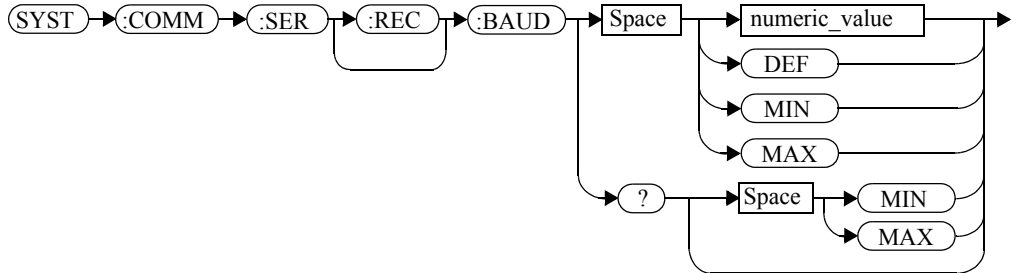 SYST :COMM :SER :REC :BAUD Space numeric_value
DEF
MIN
MAX
? Space MIN
MAX